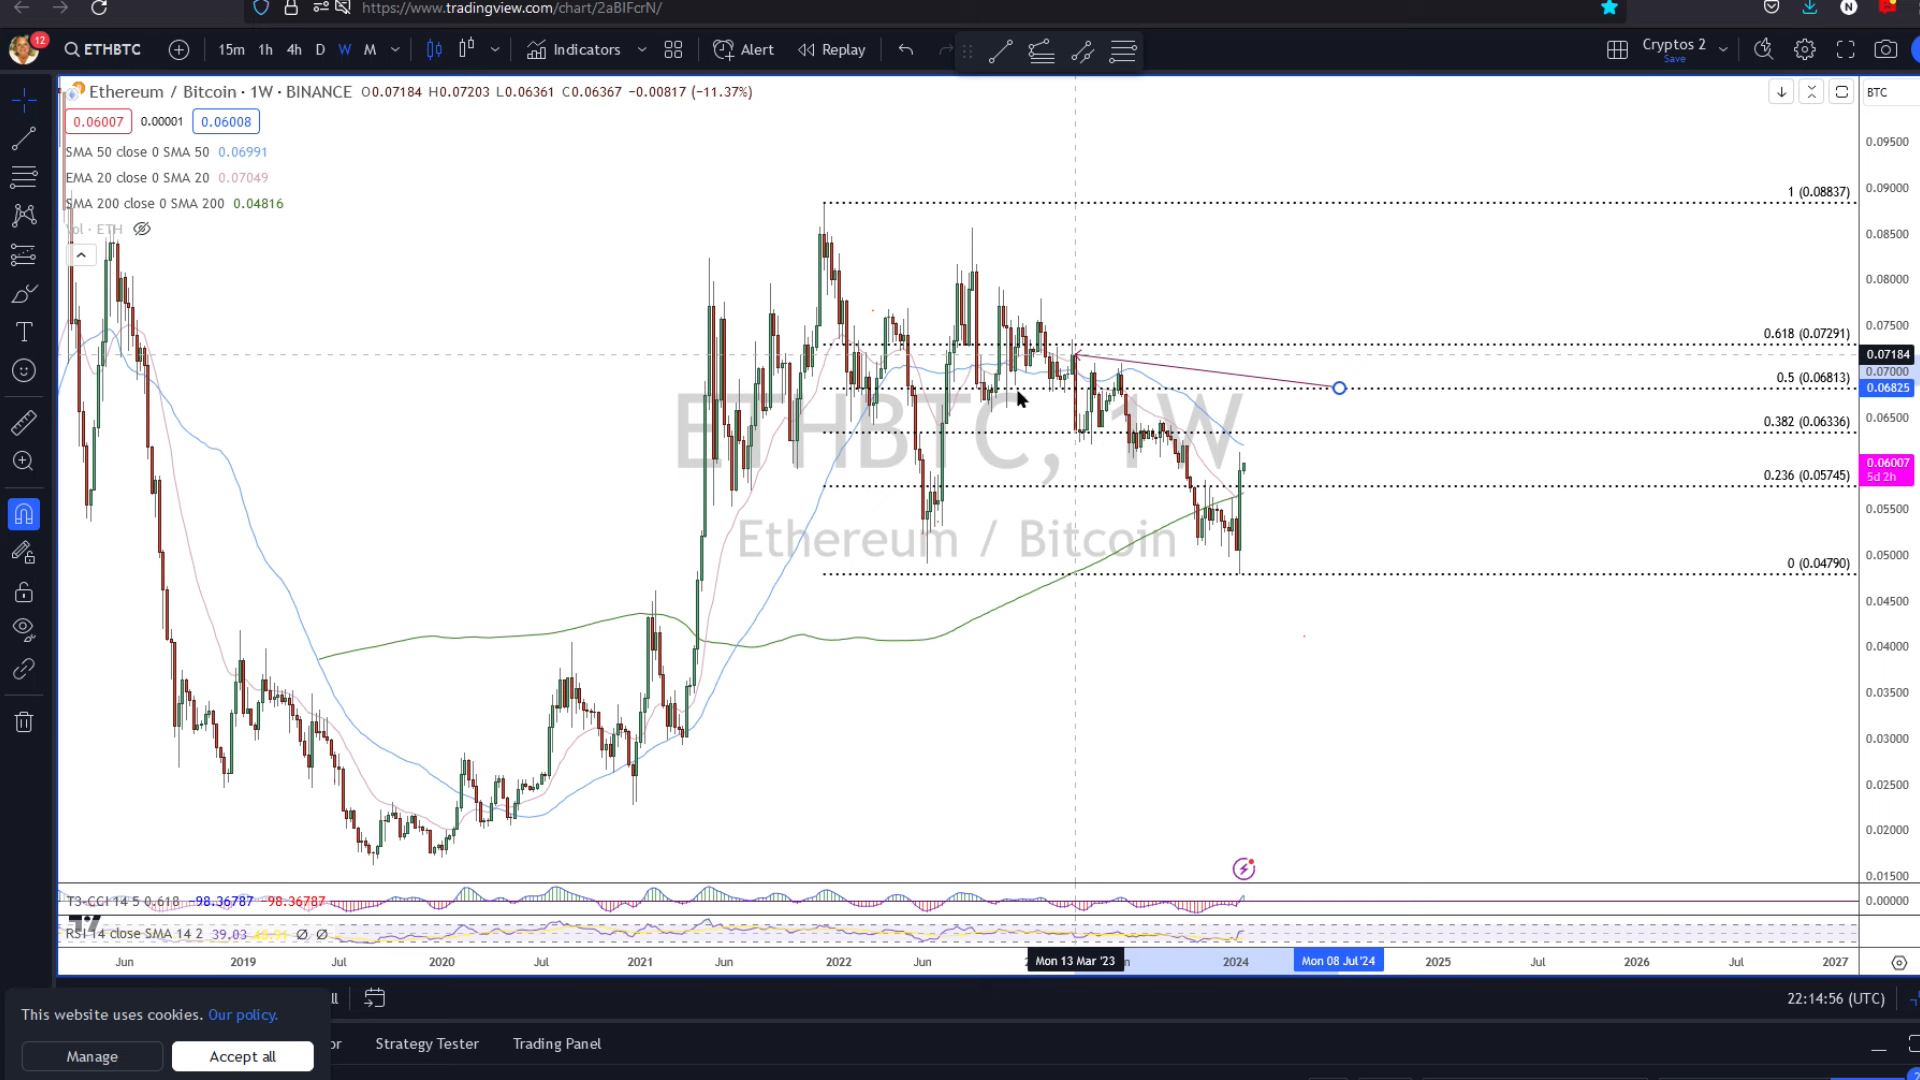 https://www.tradingview.com/chart/2aBIFcrN/
N
12
ETHBTC
15m 1h 4h D W M
Indicators
Alert
Replay
Cryptos 2
Save
Ethereum / Bitcoin · 1W · BINANCE O0.07184 H0.07203 L0.06361 C0.06367 −0.00817 (−11.37%)
BTC
0.06007 0.00001 0.06008
SMA 50 close 0 SMA 50 0.06991
EMA 20 close 0 SMA 20 0.07049
SMA 200 close 0 SMA 200 0.04816
Vol · ETH
1 (0.08837)
0.618 (0.07291)
0.5 (0.06813)
0.382 (0.06336)
0.236 (0.05745)
0 (0.04790)
ETHBTC, 1W
Ethereum / Bitcoin
0.09500
0.09000
0.08500
0.08000
0.07500
0.07184
0.07000
0.06825
0.06500
0.06007
5d 2h
0.05500
0.05000
0.04500
0.04000
0.03500
0.03000
0.02500
0.02000
0.01500
0.00000
T3-CCI 14 5 0.618 −98.36787 −98.36787
RSI 14 close SMA 14 2 39.03
Jun 2019 Jul 2020 Jul 2021 Jun 2022 Jun Mon 13 Mar '23 2024 Mon 08 Jul '24 2025 Jul 2026 Jul 2027
22:14:56 (UTC)
This website uses cookies. Our policy.
Manage
Accept all
Strategy Tester
Trading Panel